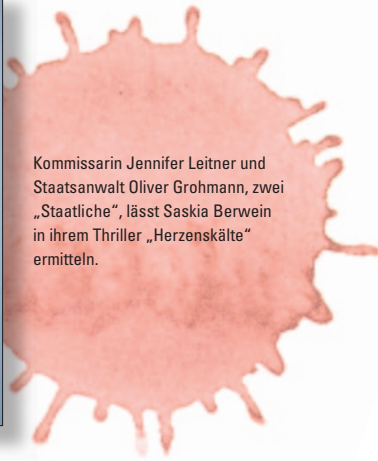 Kommissarin Jennifer Leitner und
Staatsanwalt Oliver Grohmann, zwei
„Staatliche“, lässt Saskia Berwein
in ihrem Thriller „Herzenskälte“
ermitteln.